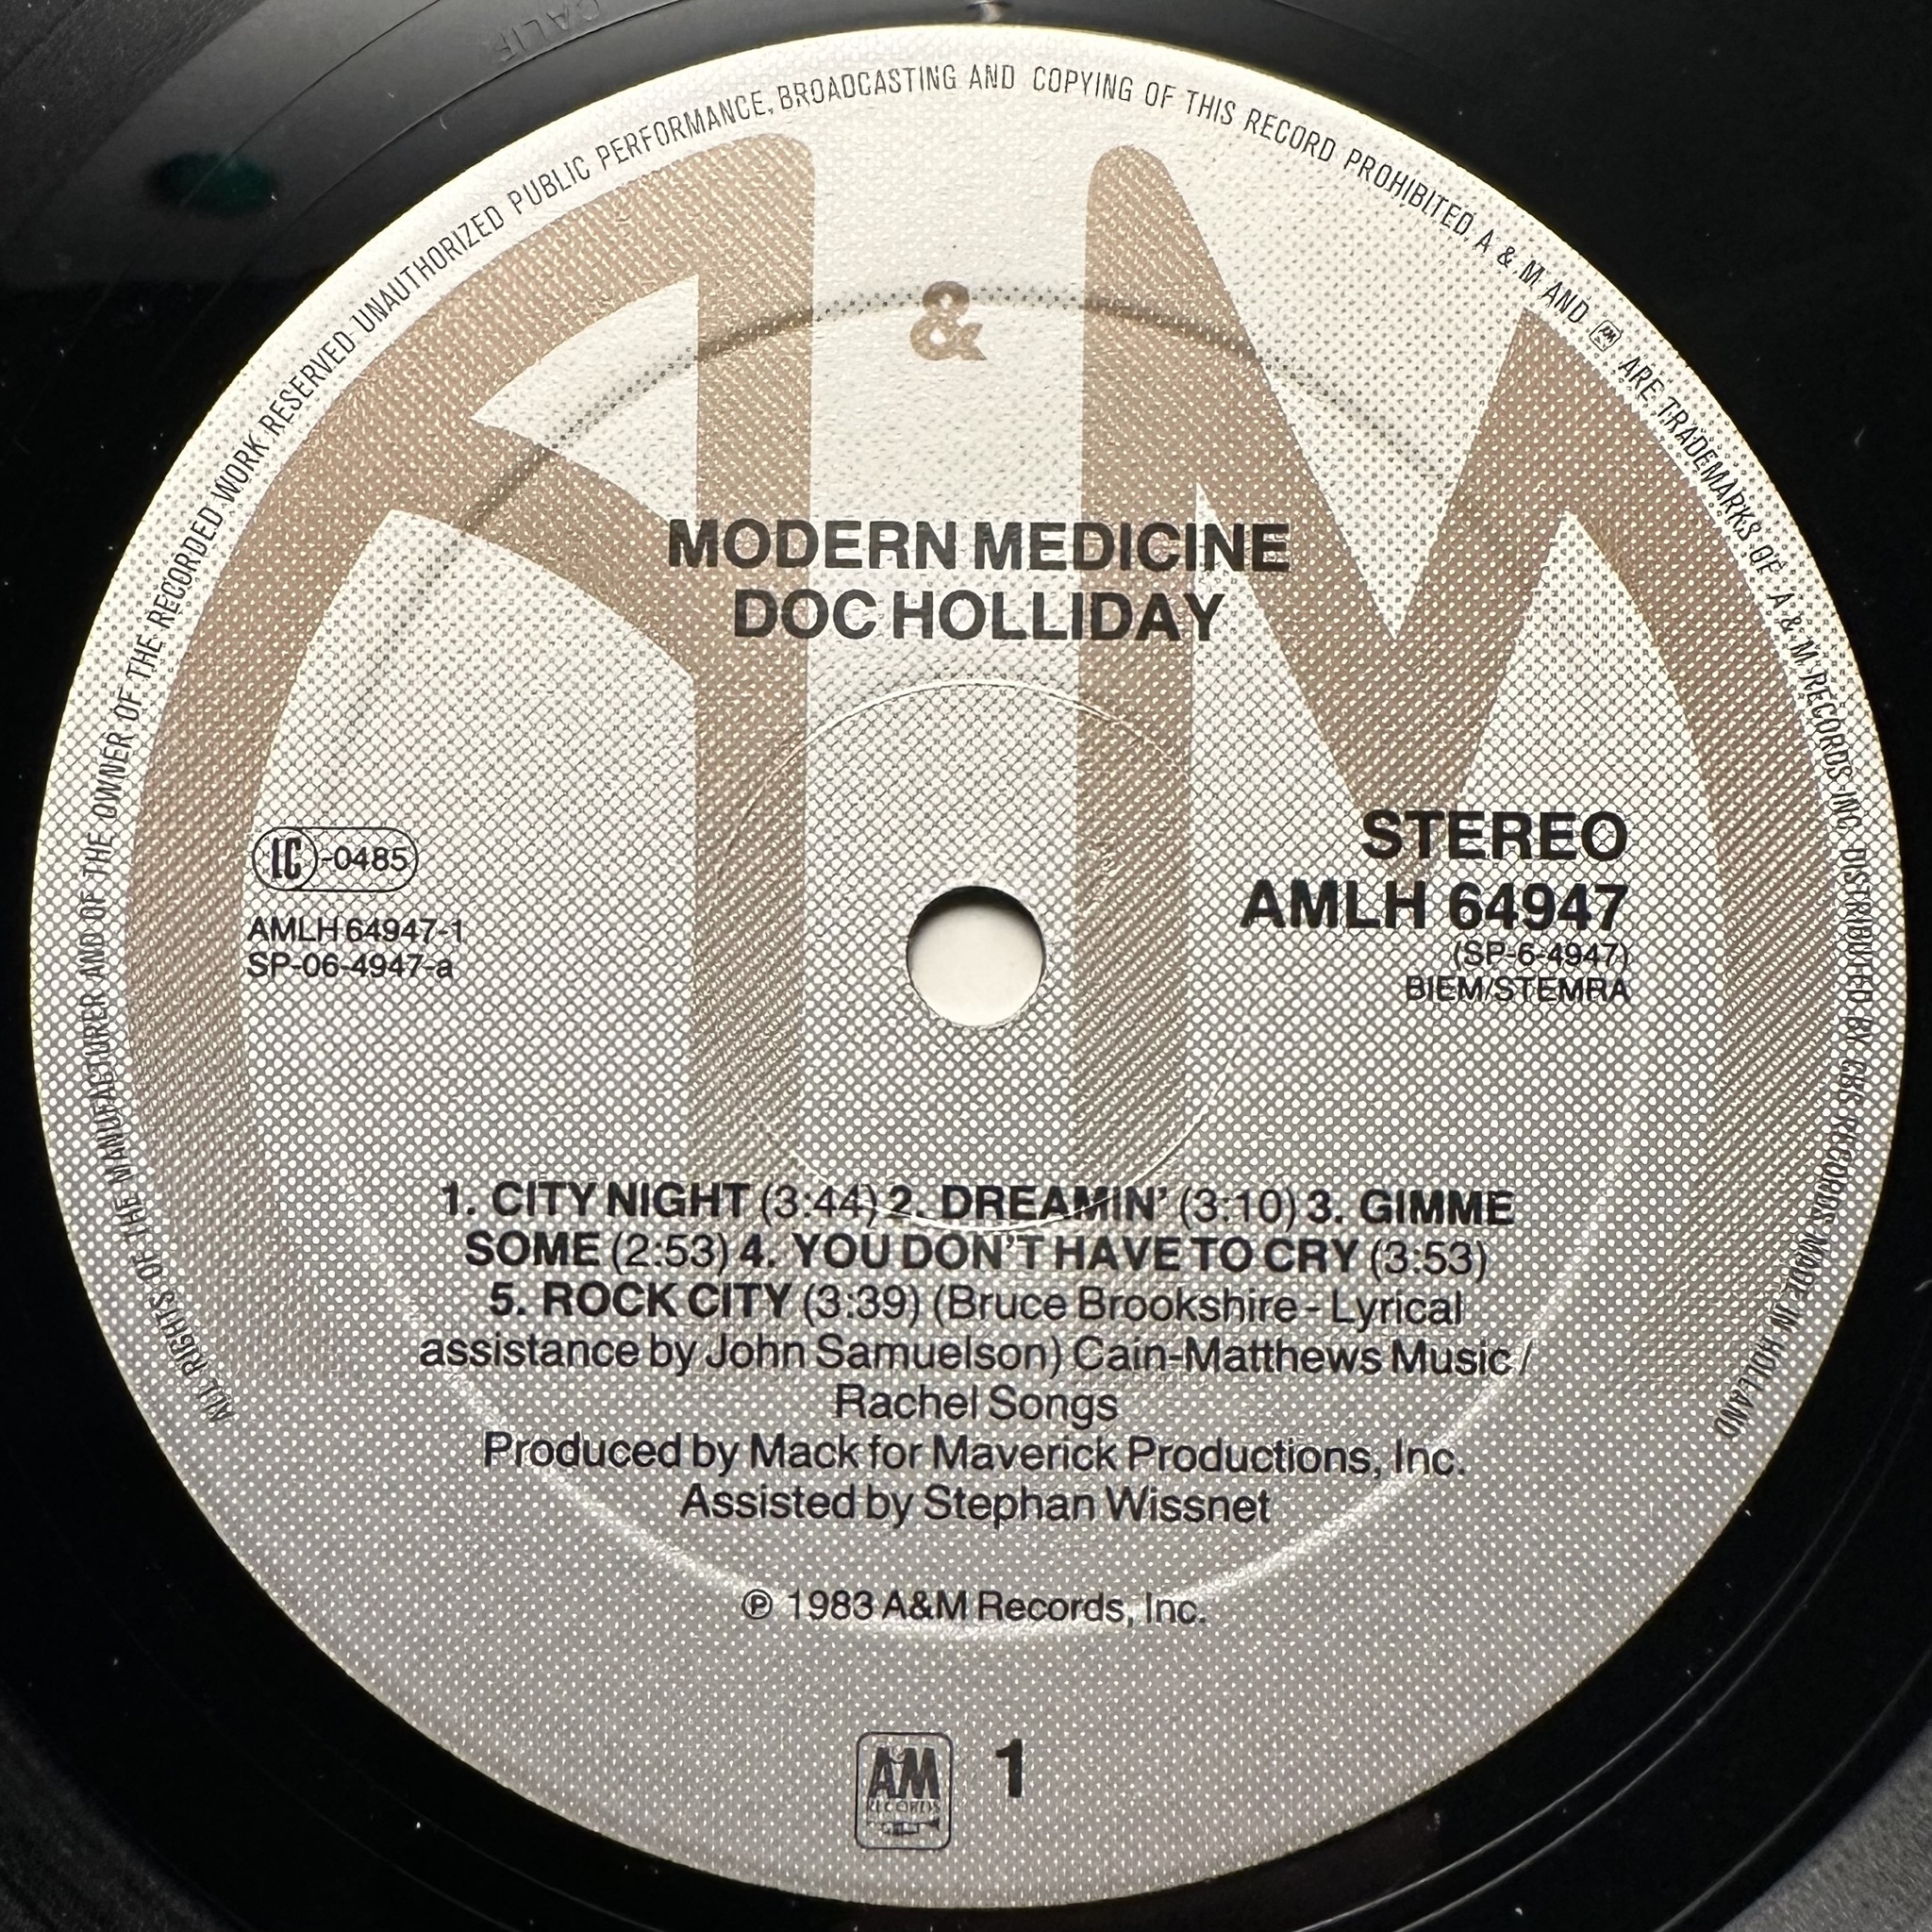 CALIF
ALL RIGHTS OF THE MANUFACTURER AND OF THE OWNER OF THE RECORDED WORK RESERVED UNAUTHORIZED PUBLIC PERFORMANCE, BROADCASTING AND COPYING OF THIS RECORD PROHIBITED. A & M AND AM ARE TRADEMARKS OF A & M RECORDS INC. DISTRIBUTED BY CBS RECORDS MADE IN HOLLAND
A & M
MODERN MEDICINE
DOC HOLLIDAY
LC-0485
AMLH 64947-1
SP-06-4947-a
STEREO
AMLH 64947
(SP-6-4947)
BIEM/STEMRA
1. CITY NIGHT (3:44) 2. DREAMIN' (3:10) 3. GIMME
SOME (2:53) 4. YOU DON'T HAVE TO CRY (3:53)
5. ROCK CITY (3:39) (Bruce Brookshire - Lyrical
assistance by John Samuelson) Cain-Matthews Music /
Rachel Songs
Produced by Mack for Maverick Productions, Inc.
Assisted by Stephan Wissnet
℗ 1983 A&M Records, Inc.
A&M
RECORDS
1